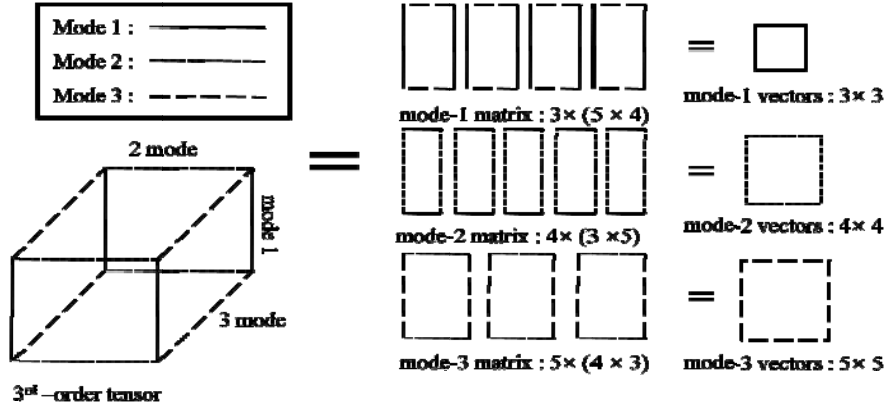 Mode 1 :
Mode 2 :
Mode 3 :
2 mode
mode 1
3 mode
3rd –order tensor
=
mode-1 matrix : 3× (5 × 4)
=
mode-1 vectors : 3× 3
mode-2 matrix : 4× (3 ×5)
=
mode-2 vectors : 4× 4
mode-3 matrix : 5× (4 × 3)
=
mode-3 vectors : 5× 5